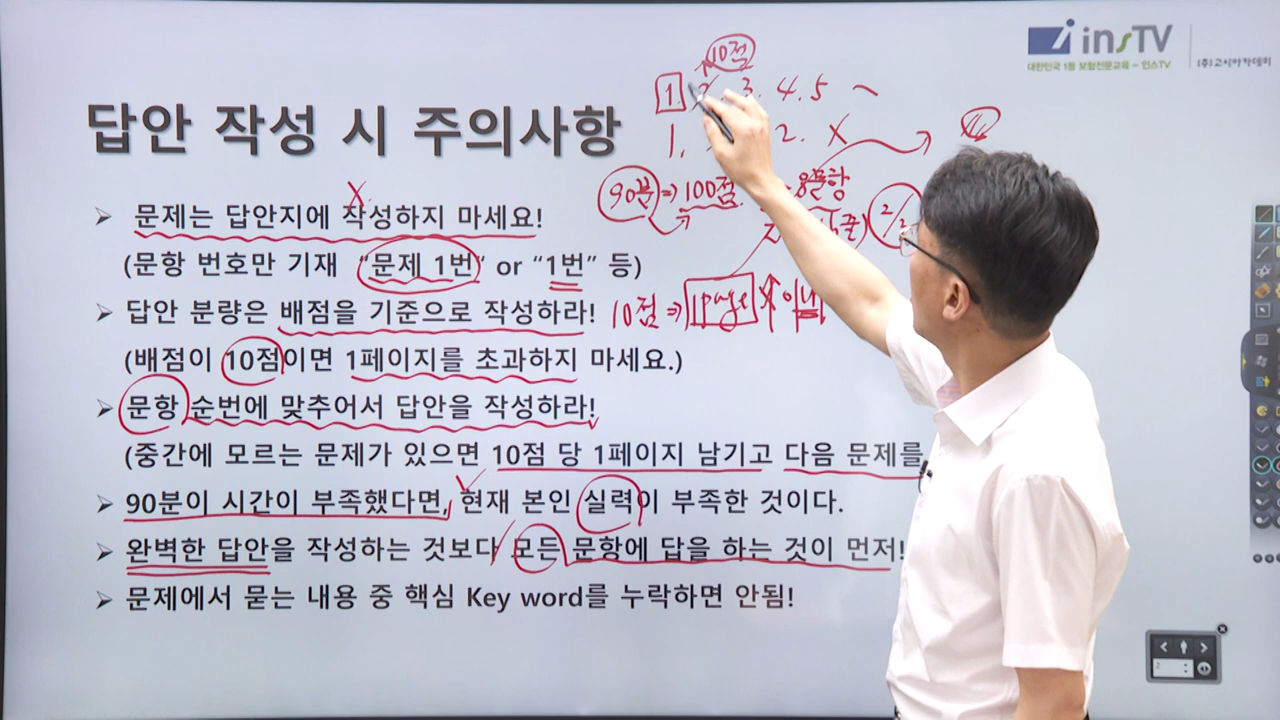 insTV
대한민국 1등 보험전문교육 - 인스TV
(주)고시아카데미
10점
1. 2. 3. 4. 5 ~
답안 작성 시 주의사항
1. 2. X
90분 ⇒ 100점. 8문항
X
➢ 문제는 답안지에 작성하지 마세요!
(문항 번호만 기재 "문제 1번" or "1번" 등)
➢ 답안 분량은 배점을 기준으로 작성하라!
10점 ⇒ 1page 이내
(배점이 10점이면 1페이지를 초과하지 마세요.)
➢ 문항 순번에 맞추어서 답안을 작성하라!
(중간에 모르는 문제가 있으면 10점 당 1페이지 남기고 다음 문제를
➢ 90분이 시간이 부족했다면, 현재 본인 실력이 부족한 것이다.
➢ 완벽한 답안을 작성하는 것보다 모든 문항에 답을 하는 것이 먼저!
➢ 문제에서 묻는 내용 중 핵심 Key word를 누락하면 안됨!
2